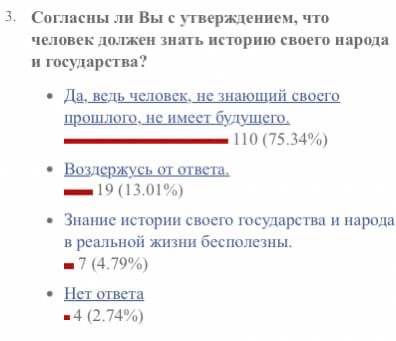 3. Согласны ли Вы с утверждением, что
человек должен знать историю своего народа
и государства?
• Да, ведь человек, не знающий своего
прошлого, не имеет будущего.
110 (75.34%)
• Воздержусь от ответа.
19 (13.01%)
• Знание истории своего государства и народа
в реальной жизни бесполезны.
7 (4.79%)
• Нет ответа
4 (2.74%)